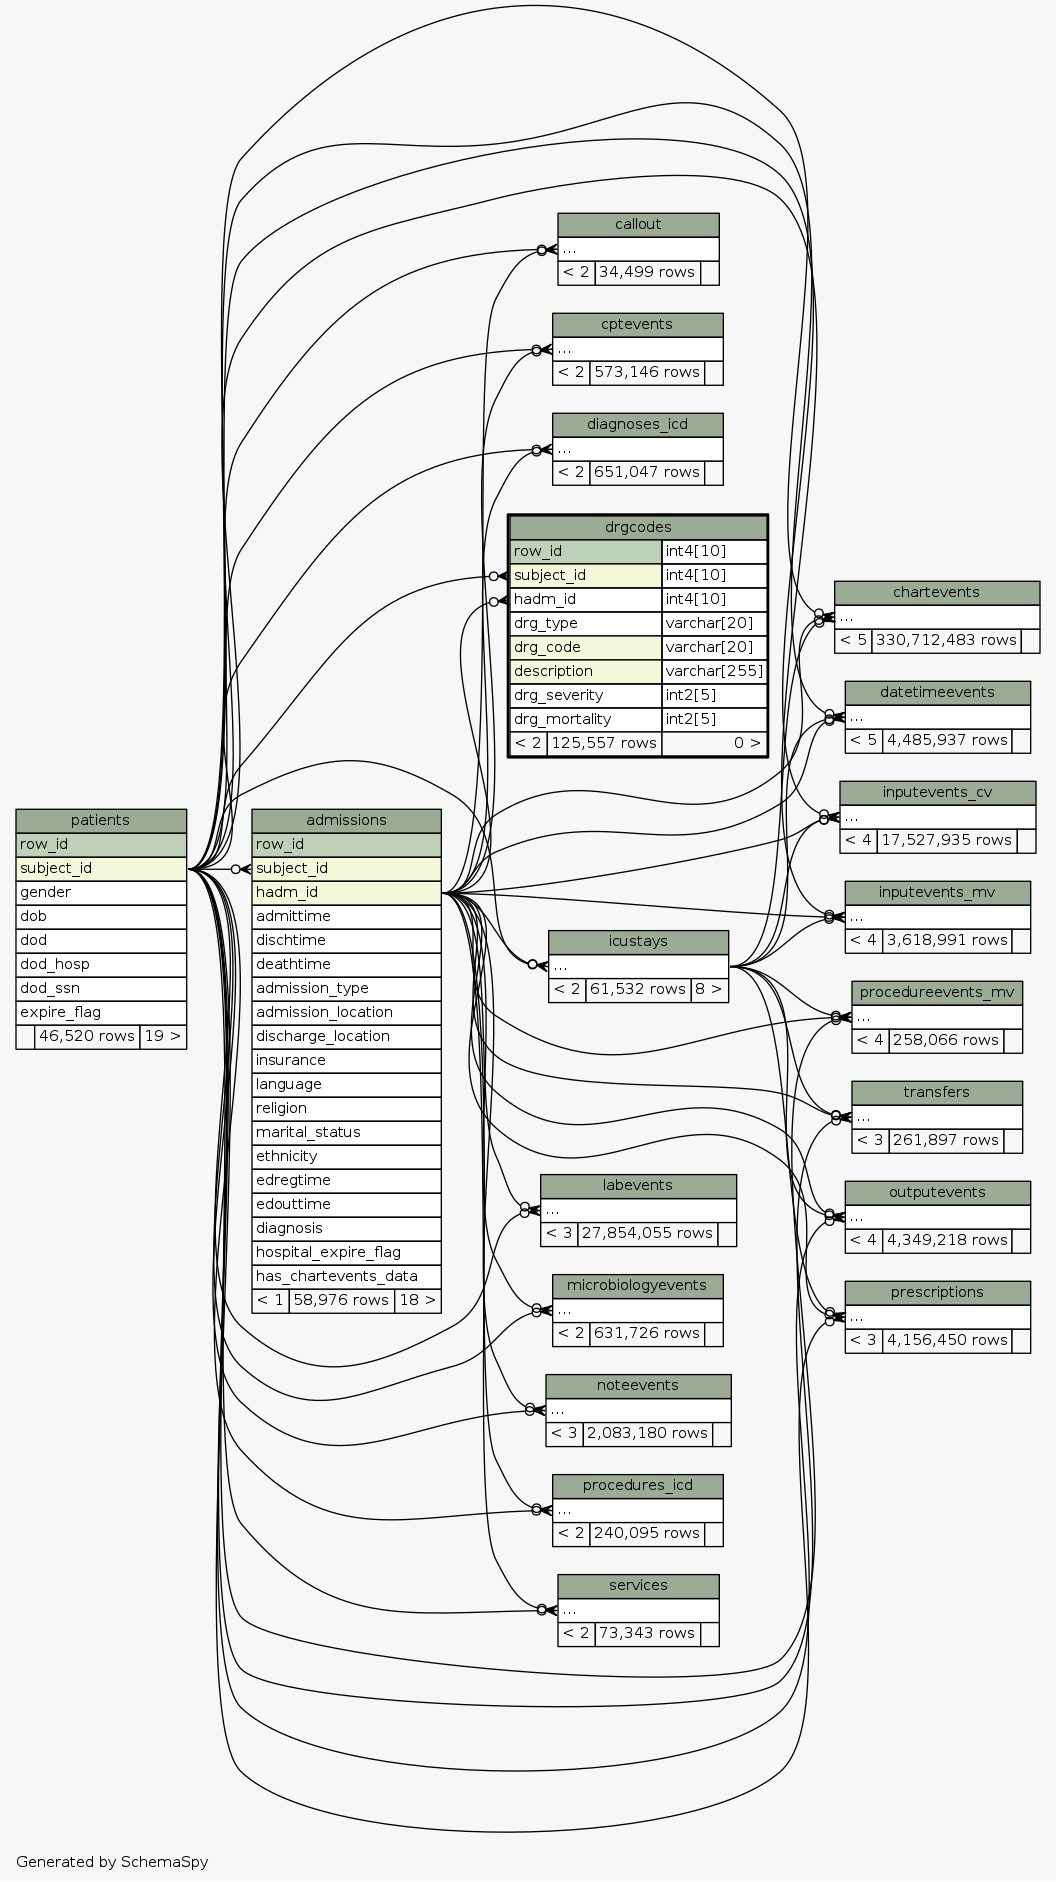 callout
...
< 2 34,499 rows
cptevents
...
< 2 573,146 rows
diagnoses_icd
...
< 2 651,047 rows
drgcodes
row_id int4[10]
subject_id int4[10]
hadm_id int4[10]
drg_type varchar[20]
drg_code varchar[20]
description varchar[255]
drg_severity int2[5]
drg_mortality int2[5]
< 2 125,557 rows 0 >
chartevents
...
< 5 330,712,483 rows
datetimeevents
...
< 5 4,485,937 rows
inputevents_cv
...
< 4 17,527,935 rows
inputevents_mv
...
< 4 3,618,991 rows
patients
row_id
subject_id
gender
dob
dod
dod_hosp
dod_ssn
expire_flag
46,520 rows 19 >
admissions
row_id
subject_id
hadm_id
admittime
dischtime
deathtime
admission_type
admission_location
discharge_location
insurance
language
religion
marital_status
ethnicity
edregtime
edouttime
diagnosis
hospital_expire_flag
has_chartevents_data
< 1 58,976 rows 18 >
icustays
...
< 2 61,532 rows 8 >
procedureevents_mv
...
< 4 258,066 rows
transfers
...
< 3 261,897 rows
outputevents
...
< 4 4,349,218 rows
prescriptions
...
< 3 4,156,450 rows
labevents
...
< 3 27,854,055 rows
microbiologyevents
...
< 2 631,726 rows
noteevents
...
< 3 2,083,180 rows
procedures_icd
...
< 2 240,095 rows
services
...
< 2 73,343 rows
Generated by SchemaSpy